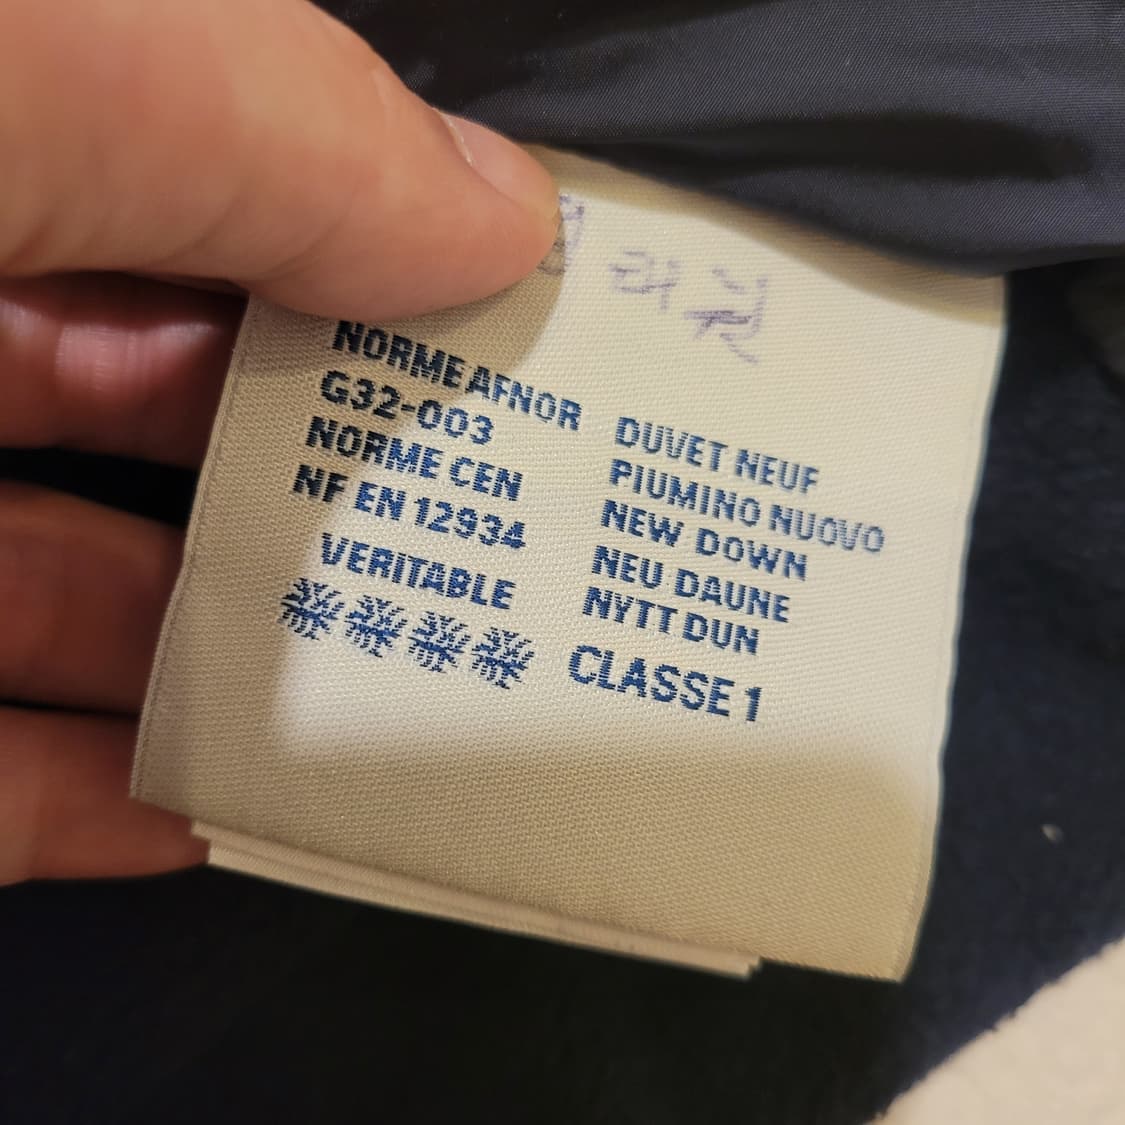 NORME AFNOR
G32-003
NORME CEN
NF EN 12934
VERITABLE
DUVET NEUF
PIUMINO NUOVO
NEW DOWN
NEU DAUNE
NYTT DUN
CLASSE 1